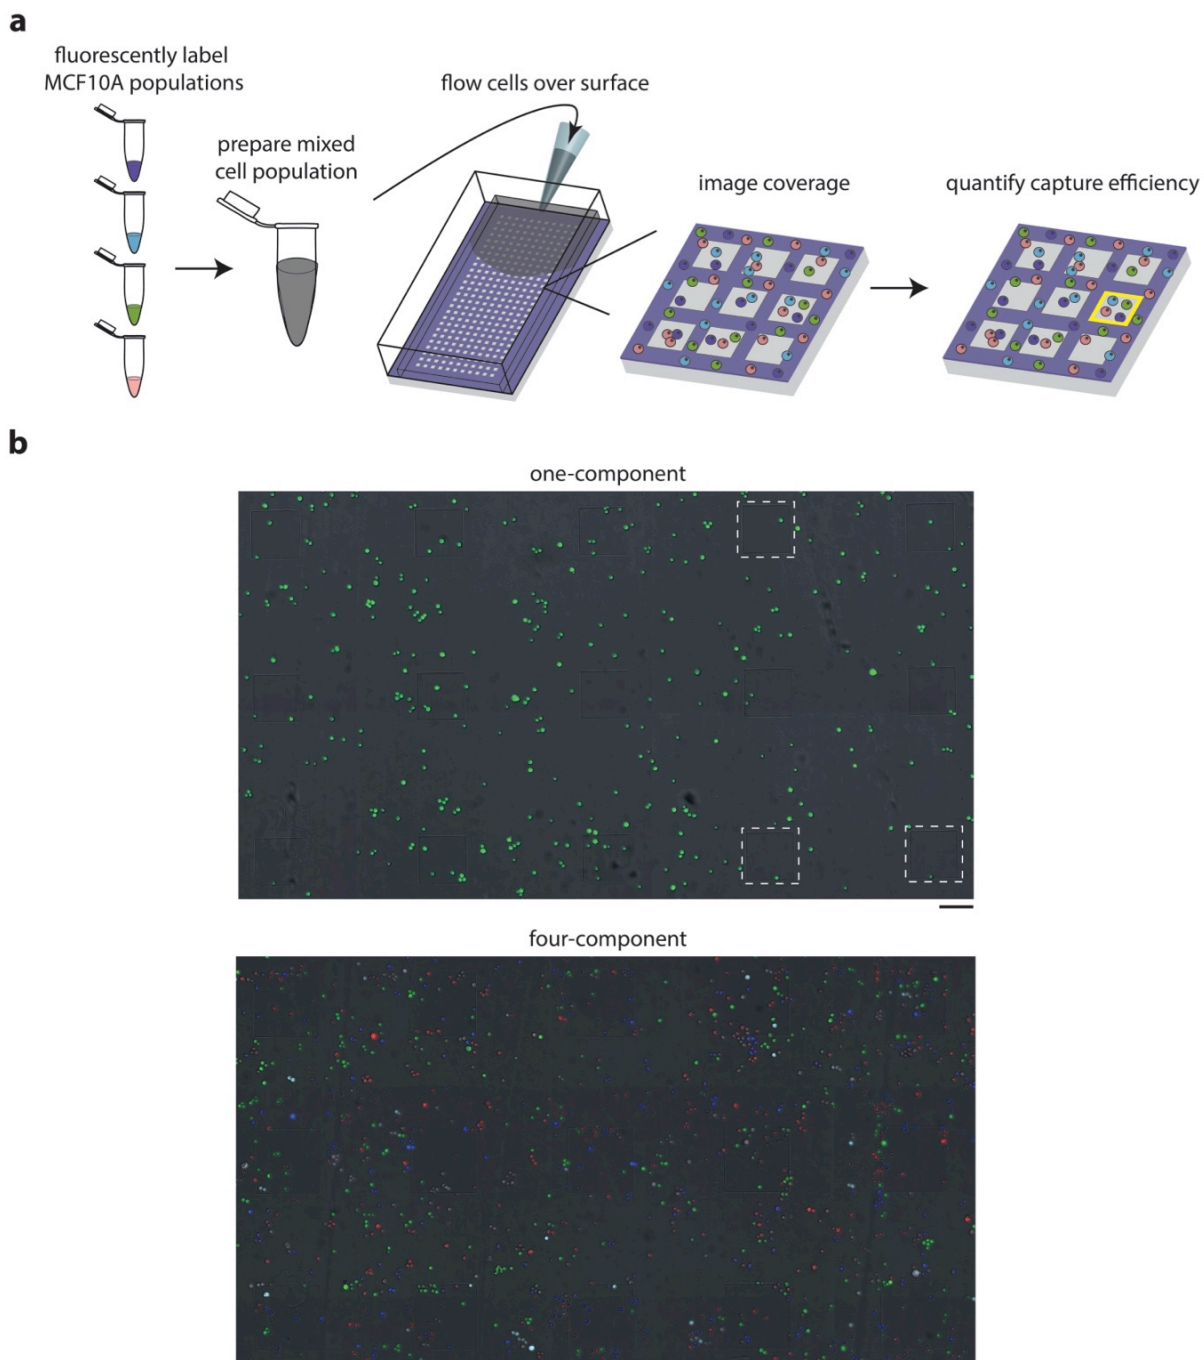 a
fluorescently label
MCF10A populations
prepare mixed
cell population
flow cells over surface
image coverage
quantify capture efficiency
b
one-component
four-component